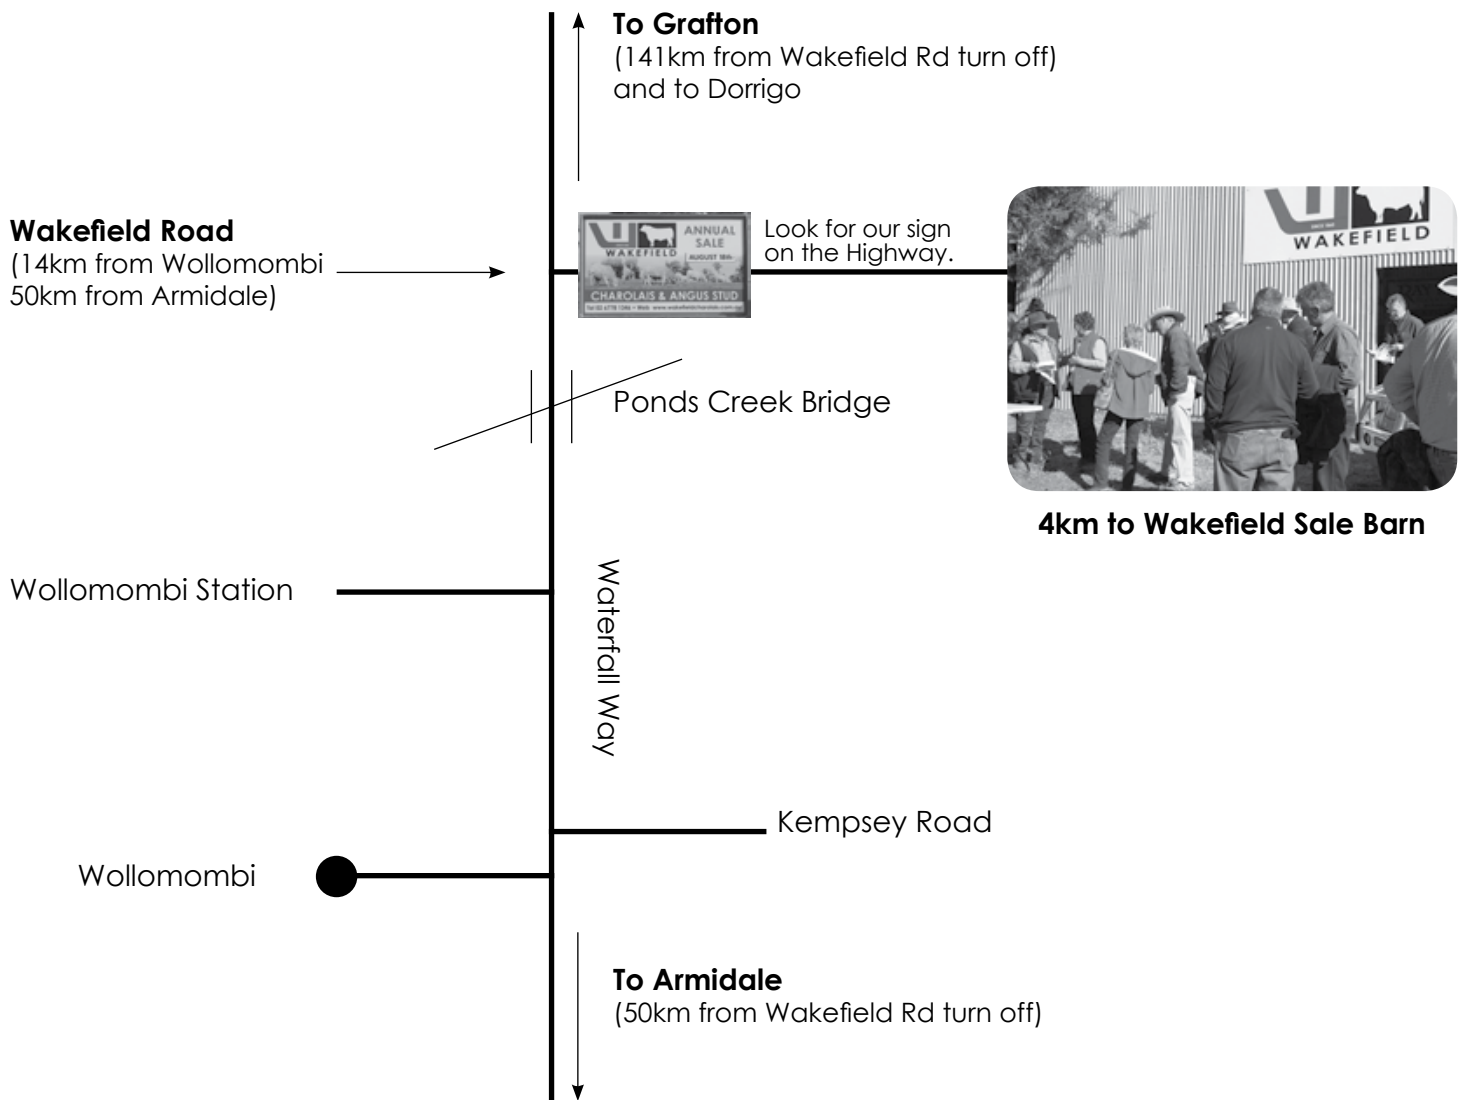 To Grafton
(141km from Wakefield Rd turn off)
and to Dorrigo
Wakefield Road
(14km from Wollomombi
50km from Armidale)
ANNUAL
SALE
WAKEFIELD
AUGUST 18th
CHAROLAIS & ANGUS STUD
Look for our sign
on the Highway.
WAKEFIELD
Ponds Creek Bridge
4km to Wakefield Sale Barn
Wollomombi Station
Waterfall Way
Kempsey Road
Wollomombi
To Armidale
(50km from Wakefield Rd turn off)